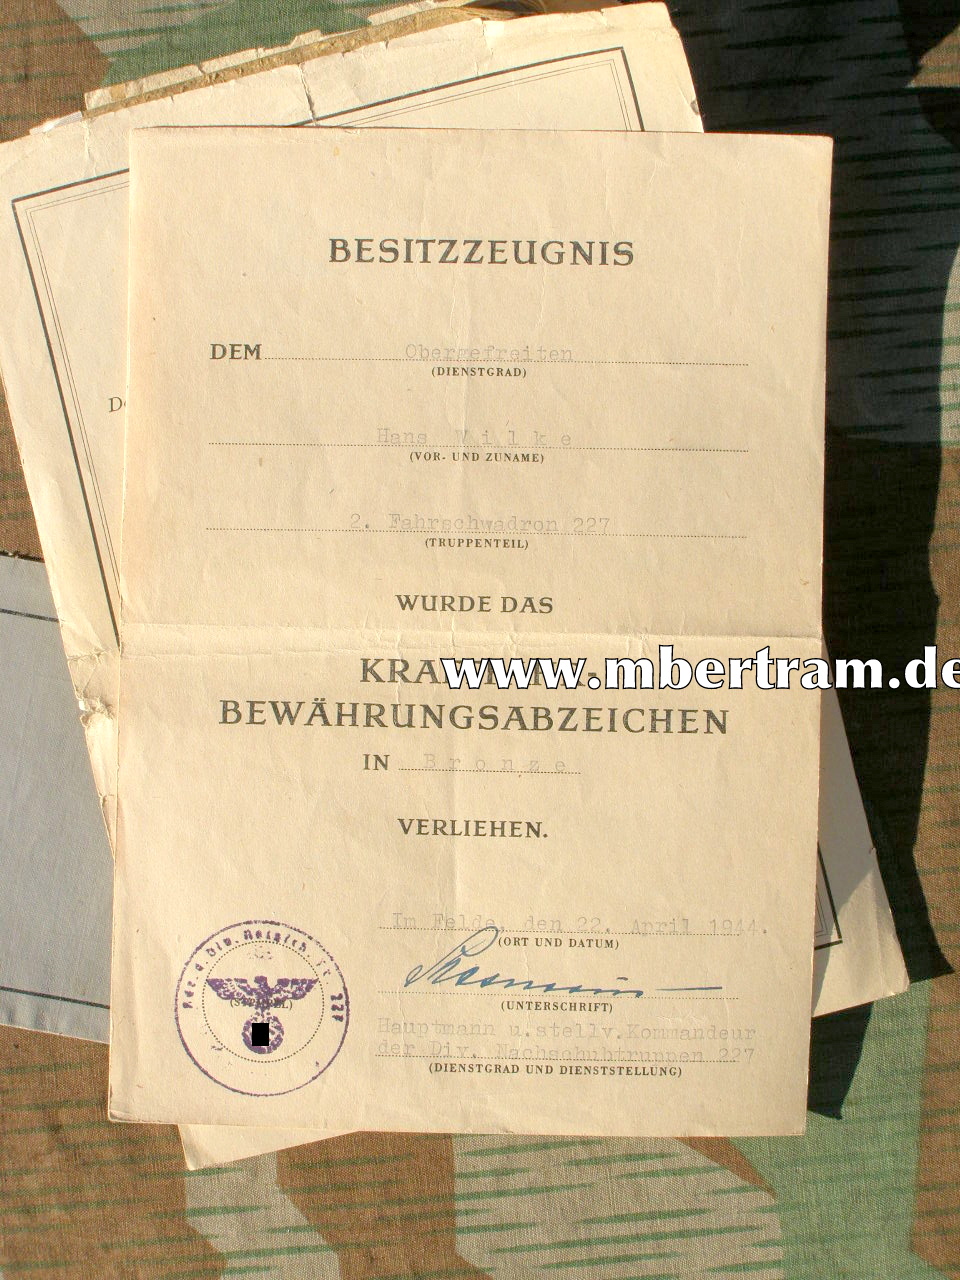 BESITZZEUGNIS
DEM Obergefreiten
(DIENSTGRAD)
Hans Wilke
(VOR- UND ZUNAME)
2. Fahrschwadron 227
(TRUPPENTEIL)
WURDE DAS
www.mbertram.de
BEWÄHRUNGSABZEICHEN
IN Bronze
VERLIEHEN.
Im Felde, den 22. April 1944.
(ORT UND DATUM)
(UNTERSCHRIFT)
Hauptmann u.stellv.Kommandeur
der Div. Nachschubtruppen 227
(DIENSTGRAD UND DIENSTSTELLUNG)
(STEMPEL)
227